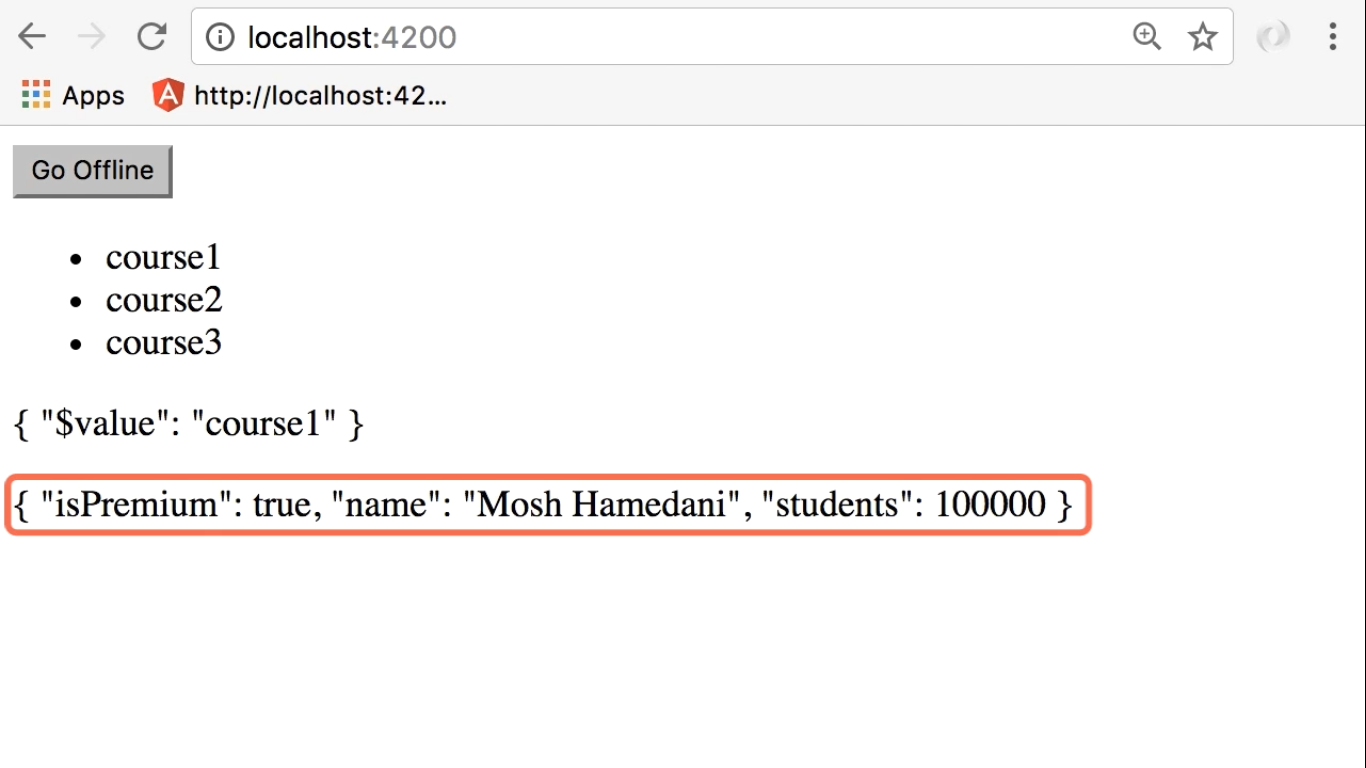 localhost:4200
Apps
http://localhost:42...
Go Offline
course1
course2
course3
{ "$value": "course1" }
{ "isPremium": true, "name": "Mosh Hamedani", "students": 100000 }